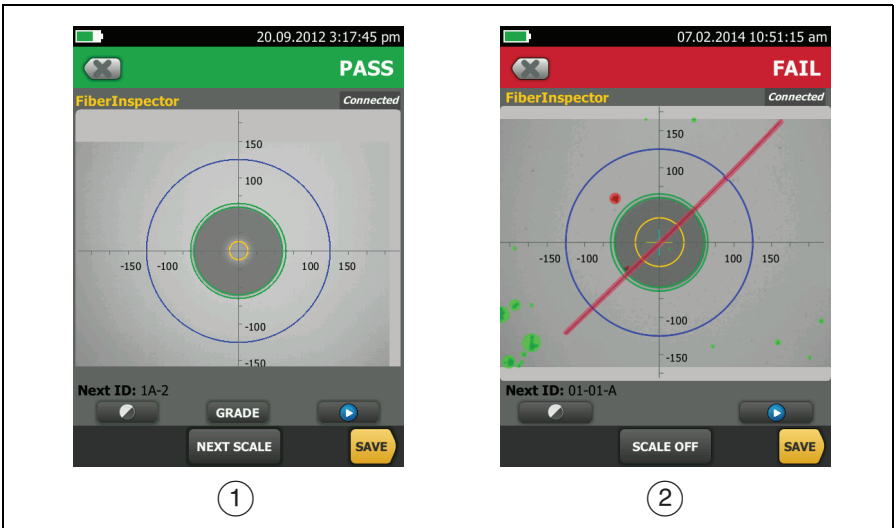 20.09.2012 3:17:45 pm
PASS
FiberInspector
Connected
150
100
-150 -100 100 150
-100
-150
Next ID: 1A-2
GRADE
NEXT SCALE
SAVE
1
07.02.2014 10:51:15 am
FAIL
FiberInspector
Connected
150
100
-150 -100 100 150
-100
-150
Next ID: 01-01-A
SCALE OFF
SAVE
2